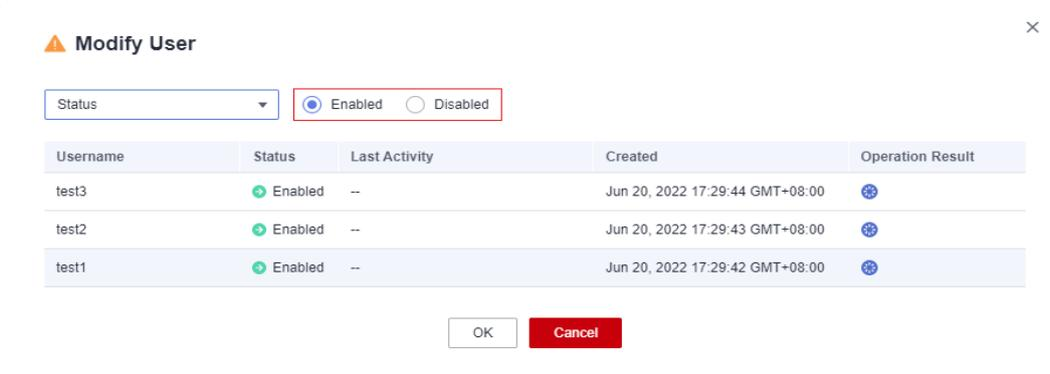 Modify User
Status Enabled Disabled
Username Status Last Activity Created Operation Result
test3 Enabled -- Jun 20, 2022 17:29:44 GMT+08:00
test2 Enabled -- Jun 20, 2022 17:29:43 GMT+08:00
test1 Enabled -- Jun 20, 2022 17:29:42 GMT+08:00
OK Cancel